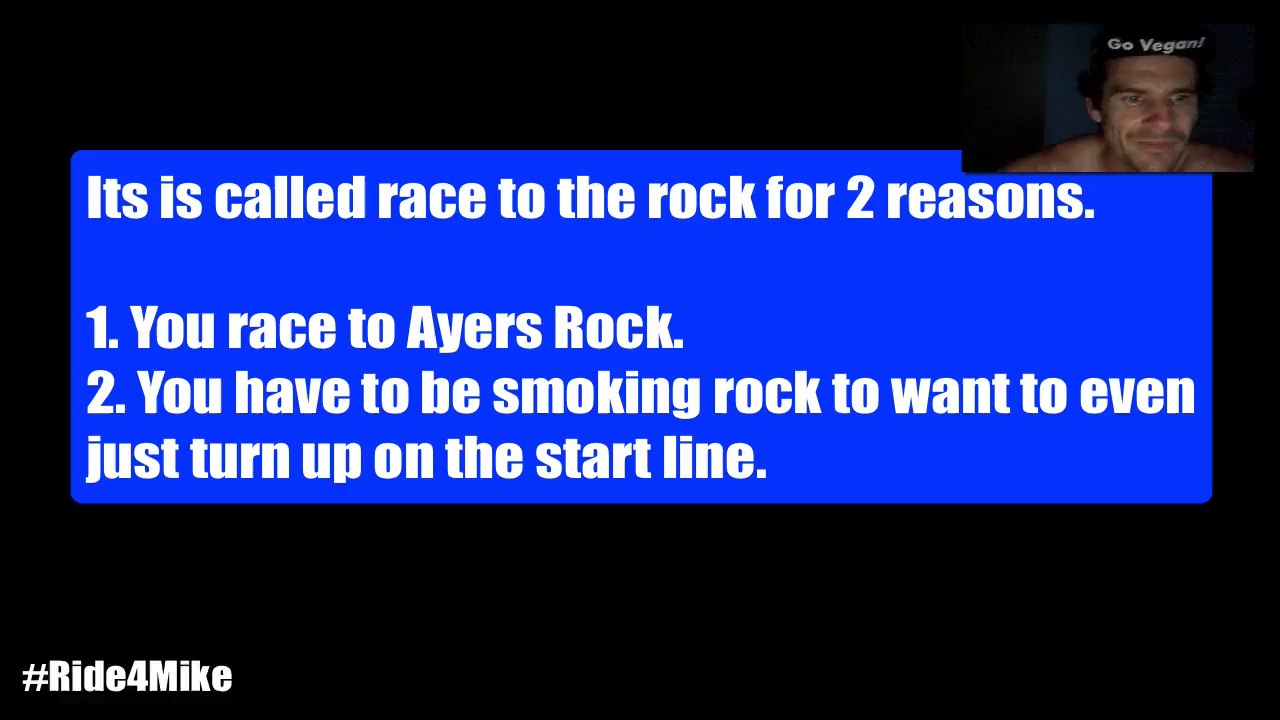 Go Vegan!
Its is called race to the rock for 2 reasons.
1. You race to Ayers Rock.
2. You have to be smoking rock to want to even
just turn up on the start line.
#Ride4Mike